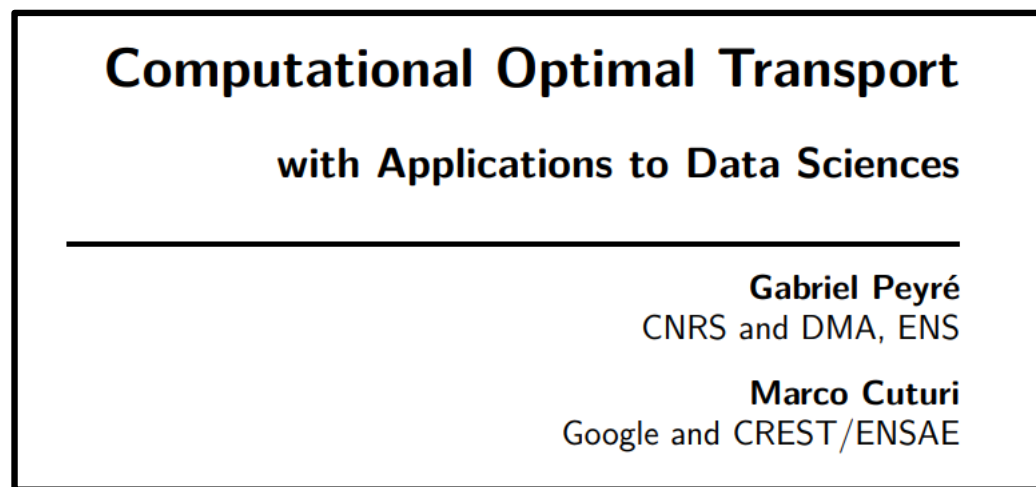 Computational Optimal Transport
with Applications to Data Sciences
Gabriel Peyré
CNRS and DMA, ENS
Marco Cuturi
Google and CREST/ENSAE